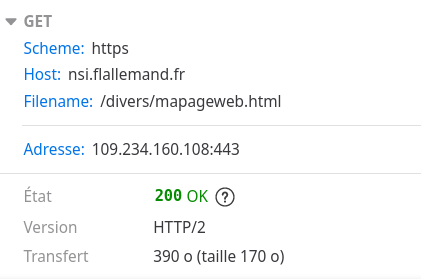 GET
Scheme: https
Host: nsi.flallemand.fr
Filename: /divers/mapageweb.html
Adresse: 109.234.160.108:443
État 200 OK ?
Version HTTP/2
Transfert 390 o (taille 170 o)